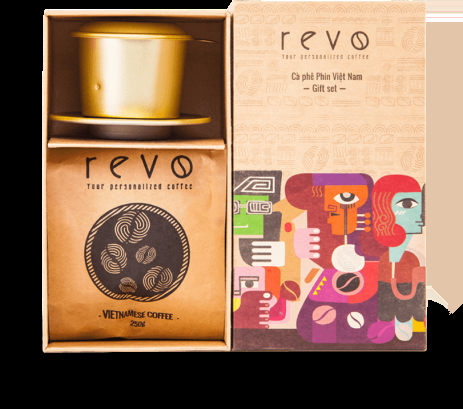 revo
Your personalized coffee
- VIETNAMESE COFFEE -
250g
revo
Your personalized coffee
Cà phê Phin Việt Nam
– Gift set –